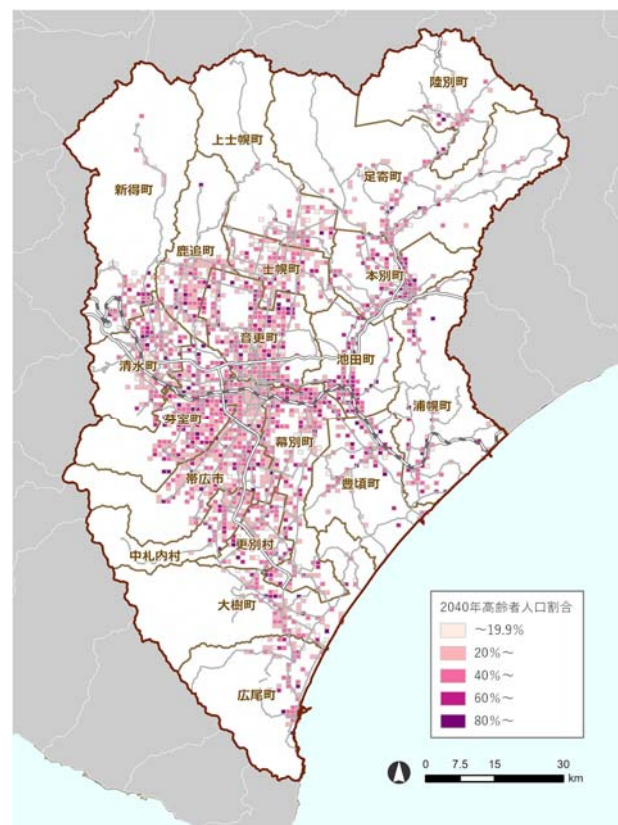 陸別町
上士幌町
足寄町
新得町
鹿追町
士幌町
本別町
音更町
池田町
清水町
浦幌町
芽室町
幕別町
帯広市
豊頃町
更別村
中札内村
大樹町
広尾町
2040年高齢者人口割合
～19.9%
20%～
40%～
60%～
80%～
0 7.5 15 30
km